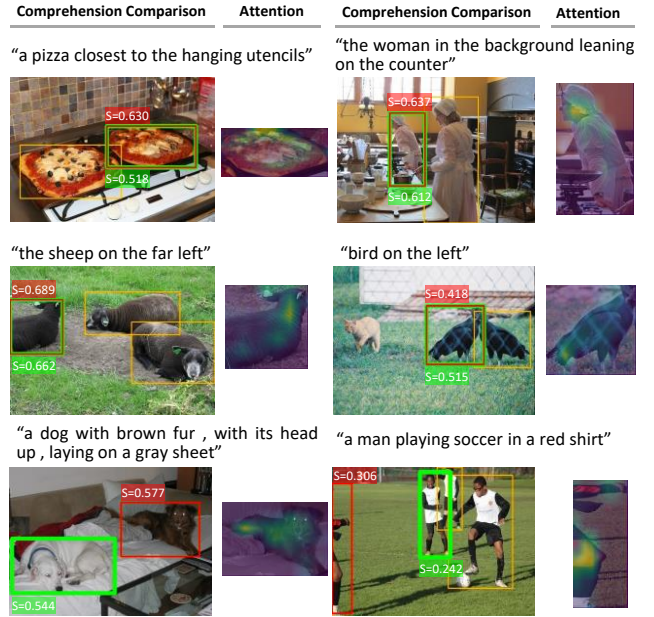 Comprehension Comparison
Attention
Comprehension Comparison
Attention
“a pizza closest to the hanging utencils”
S=0.630
S=0.518
“the woman in the background leaning
on the counter”
S=0.637
S=0.612
“the sheep on the far left”
S=0.689
S=0.662
“bird on the left”
S=0.418
S=0.515
“a dog with brown fur , with its head
up , laying on a gray sheet”
S=0.577
S=0.544
“a man playing soccer in a red shirt”
S=0.306
S=0.242